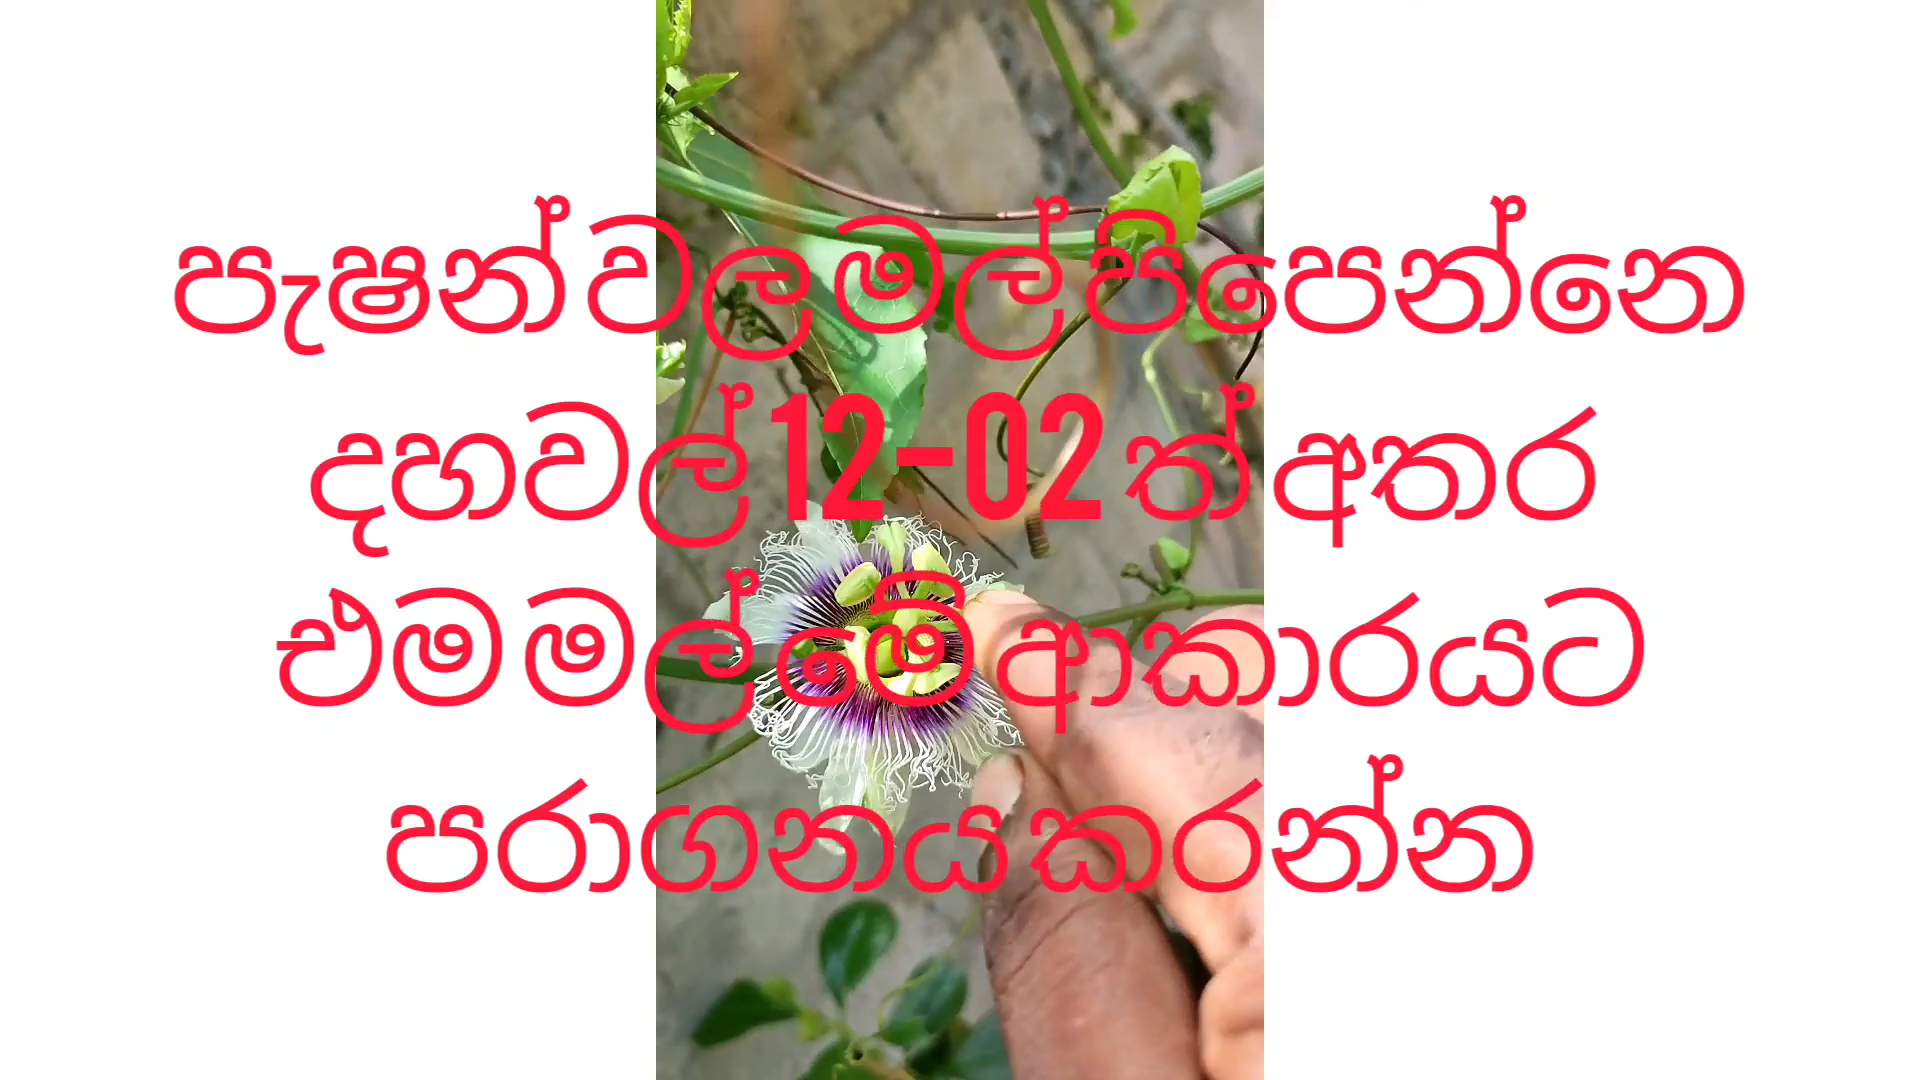 පැෂන් වල මල් පිපෙන්නෙ
දහවල් 12-02 ත් අතර
එම මල් මේ ආකාරයට
පරාගනය කරන්න